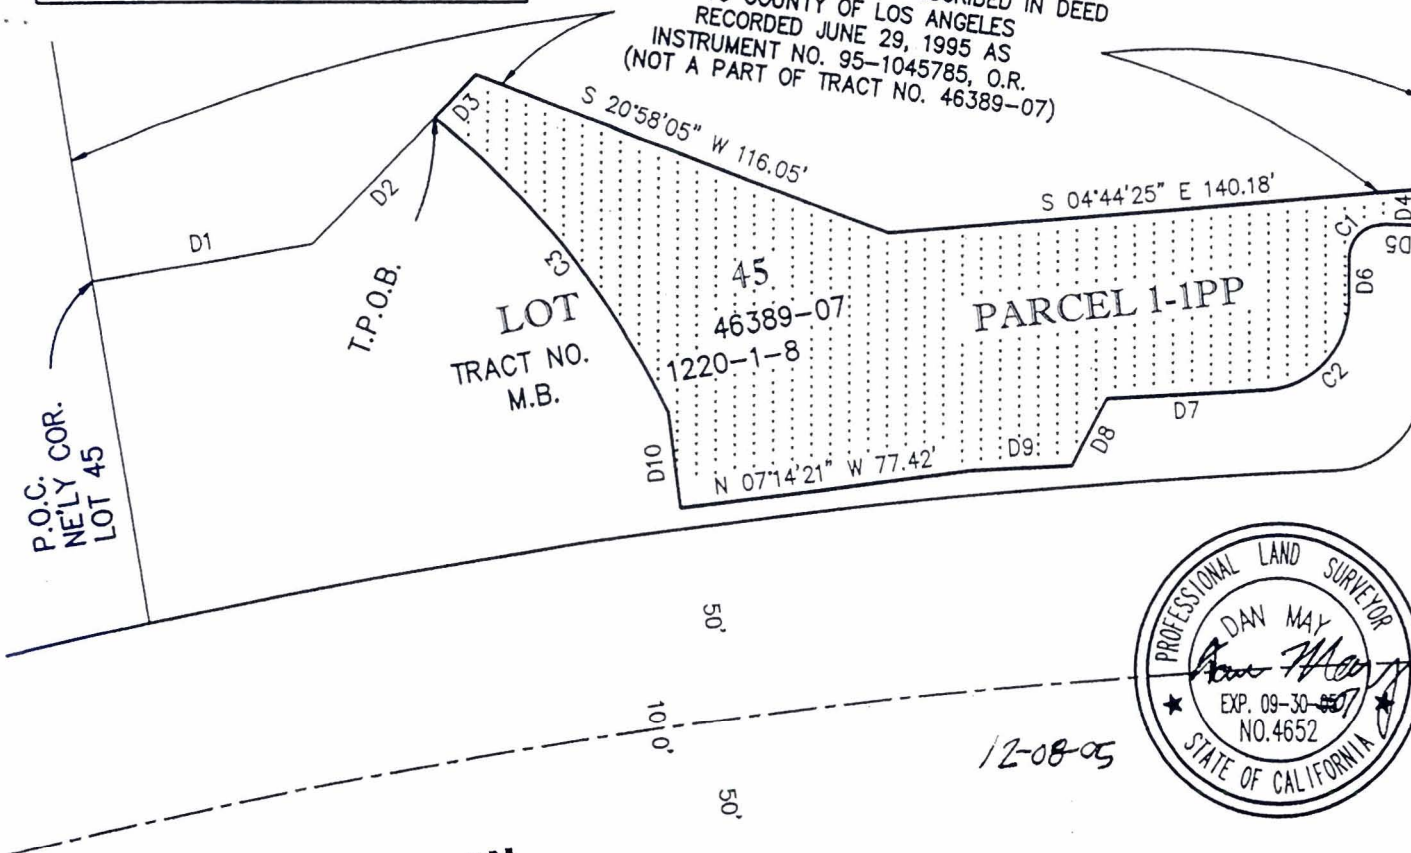 COUNTY OF LOS ANGELES
IN DEED
RECORDED JUNE 29, 1995 AS
INSTRUMENT NO. 95-1045785, O.R.
(NOT A PART OF TRACT NO. 46389-07)
D3
S 20°58'05" W 116.05'
S 04°44'25" E 140.18'
D4
C1
D5
D2
D1
D6
C3
T.P.O.B.
LOT 45
TRACT NO. 46389-07
M.B. 1220-1-8
PARCEL 1-1PP
C2
D7
D8
D9
D10
N 07°14'21" W 77.42'
P.O.C.
NE'LY COR.
LOT 45
50'
100'
50'
12-08-05
PROFESSIONAL LAND SURVEYOR
DAN MAY
Dan May
EXP. 09-30-
07
NO.4652
STATE OF CALIFORNIA